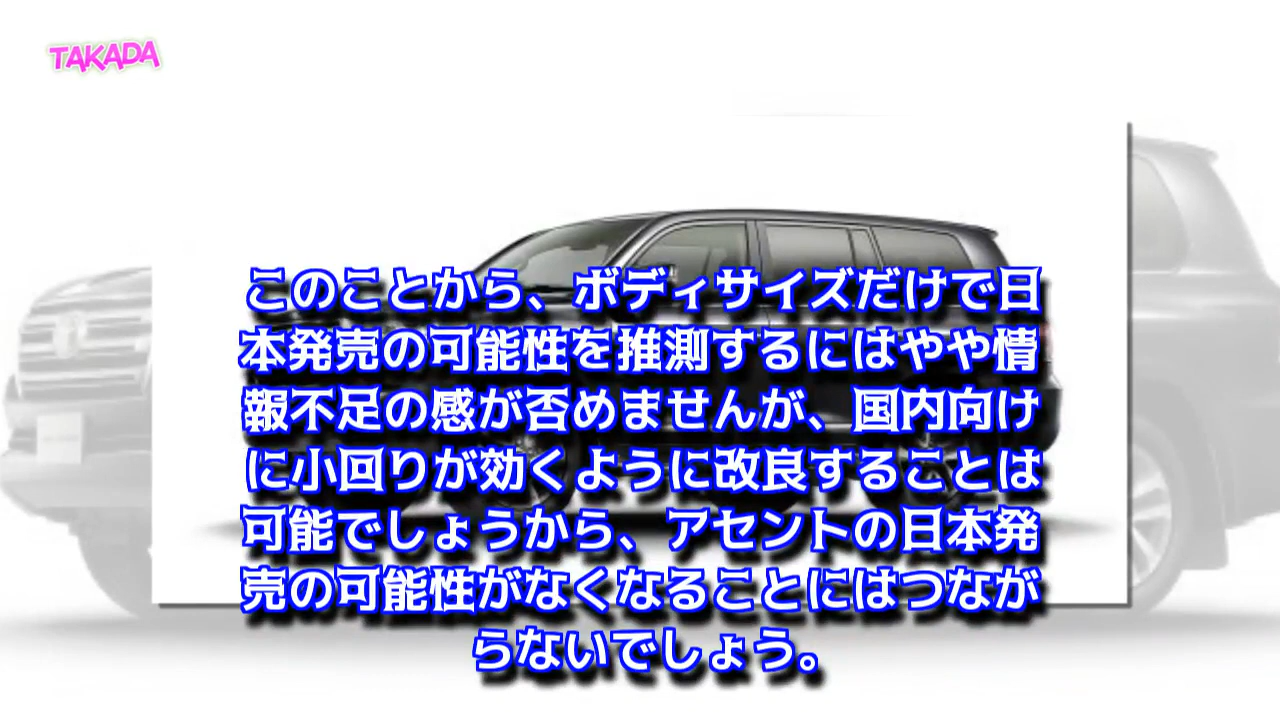 TAKADA
このことから、ボディサイズだけで日
本発売の可能性を推測するにはやや情
報不足の感が否めませんが、国内向け
に小回りが効くように改良することは
可能でしょうから、アセントの日本発
売の可能性がなくなることにはつなが
らないでしょう。